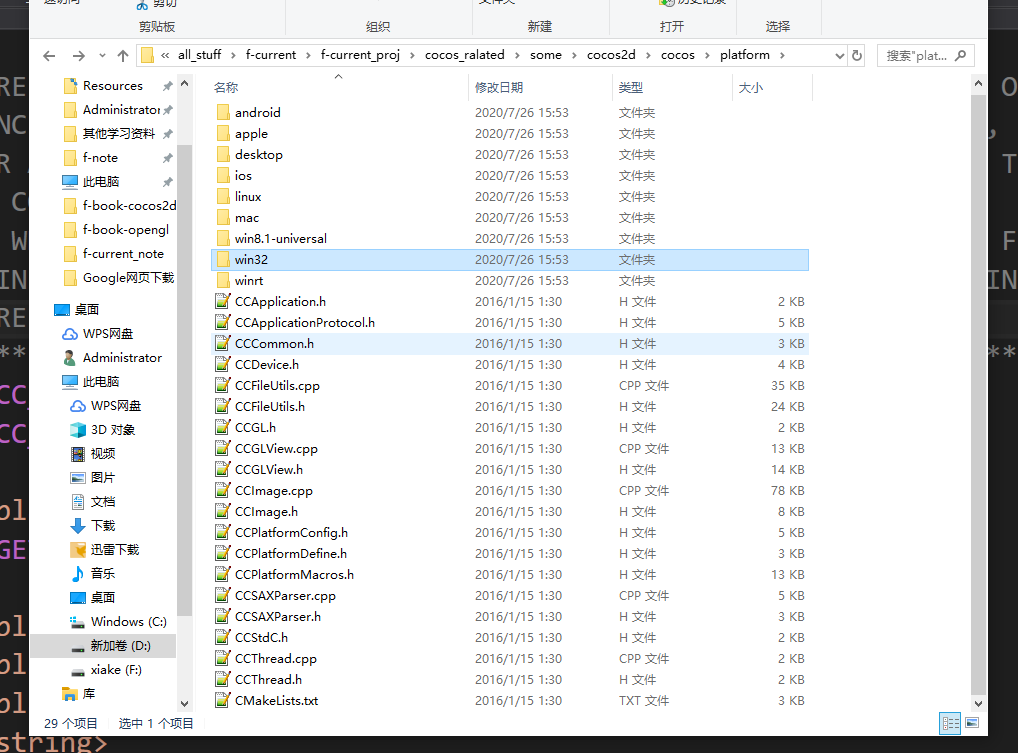 剪切
历史记录
剪贴板 组织 新建 打开 选择
« all_stuff › f-current › f-current_proj › cocos_ralated › some › cocos2d › cocos › platform ›
搜索"plat...
名称 修改日期 类型 大小
Resources
Administrator
其他学习资料
f-note
此电脑
f-book-cocos2d
f-book-opengl
f-current_note
Google网页下载
桌面
WPS网盘
Administrator
此电脑
WPS网盘
3D 对象
视频
图片
文档
下载
迅雷下载
音乐
桌面
Windows (C:)
新加卷 (D:)
xiake (F:)
库
android 2020/7/26 15:53 文件夹
apple 2020/7/26 15:53 文件夹
desktop 2020/7/26 15:53 文件夹
ios 2020/7/26 15:53 文件夹
linux 2020/7/26 15:53 文件夹
mac 2020/7/26 15:53 文件夹
win8.1-universal 2020/7/26 15:53 文件夹
win32 2020/7/26 15:53 文件夹
winrt 2020/7/26 15:53 文件夹
CCApplication.h 2016/1/15 1:30 H 文件 2 KB
CCApplicationProtocol.h 2016/1/15 1:30 H 文件 5 KB
CCCommon.h 2016/1/15 1:30 H 文件 3 KB
CCDevice.h 2016/1/15 1:30 H 文件 4 KB
CCFileUtils.cpp 2016/1/15 1:30 CPP 文件 35 KB
CCFileUtils.h 2016/1/15 1:30 H 文件 24 KB
CCGL.h 2016/1/15 1:30 H 文件 2 KB
CCGLView.cpp 2016/1/15 1:30 CPP 文件 13 KB
CCGLView.h 2016/1/15 1:30 H 文件 14 KB
CCImage.cpp 2016/1/15 1:30 CPP 文件 78 KB
CCImage.h 2016/1/15 1:30 H 文件 8 KB
CCPlatformConfig.h 2016/1/15 1:30 H 文件 5 KB
CCPlatformDefine.h 2016/1/15 1:30 H 文件 3 KB
CCPlatformMacros.h 2016/1/15 1:30 H 文件 13 KB
CCSAXParser.cpp 2016/1/15 1:30 CPP 文件 5 KB
CCSAXParser.h 2016/1/15 1:30 H 文件 3 KB
CCStdC.h 2016/1/15 1:30 H 文件 2 KB
CCThread.cpp 2016/1/15 1:30 CPP 文件 2 KB
CCThread.h 2016/1/15 1:30 H 文件 2 KB
CMakeLists.txt 2016/1/15 1:30 TXT 文件 3 KB
29 个项目 选中 1 个项目
string>